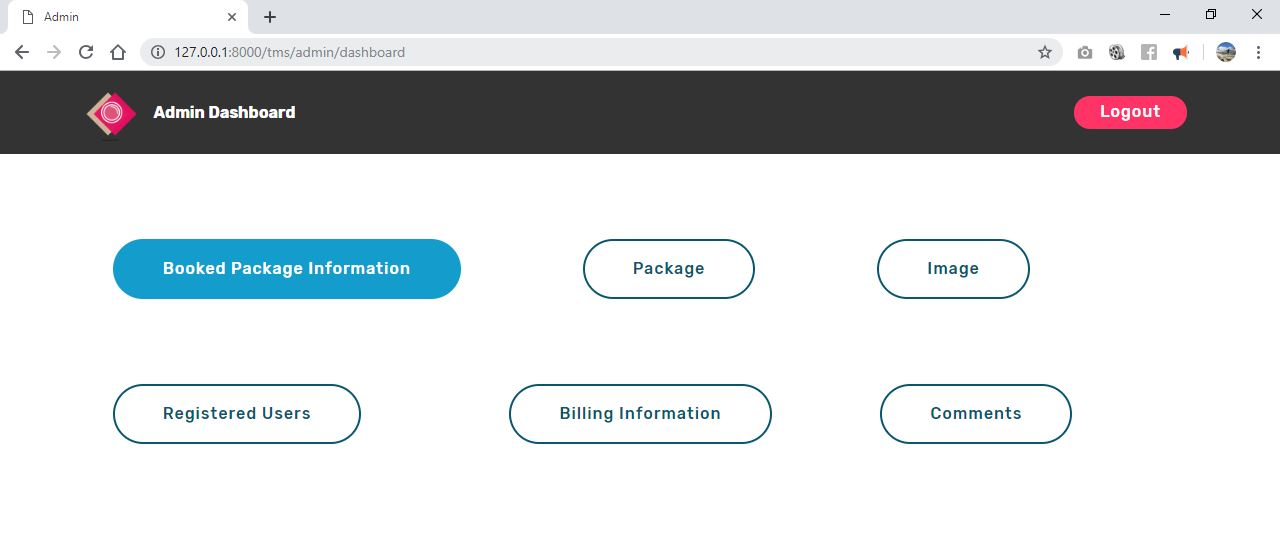 Admin
127.0.0.1:8000/tms/admin/dashboard
Admin Dashboard
Logout
Booked Package Information
Package
Image
Registered Users
Billing Information
Comments